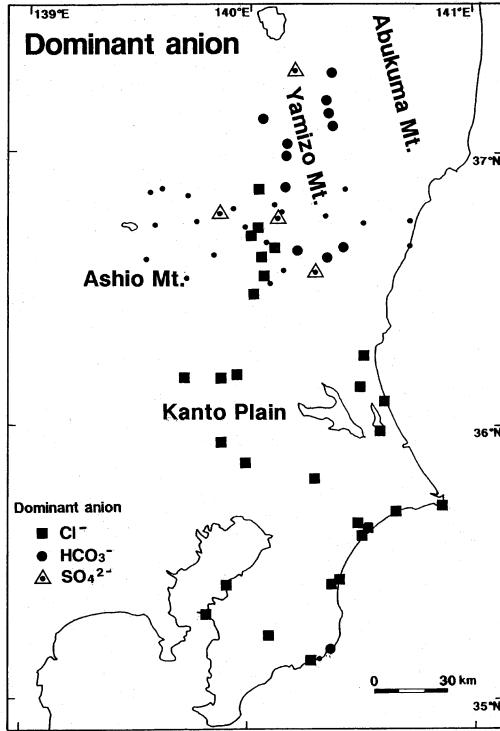 139°E 140°E 141°E
Dominant anion
Abukuma Mt.
Yamizo Mt.
37°N
Ashio Mt.
Kanto Plain
36°N
Dominant anion
Cl⁻
HCO₃⁻
SO₄²⁻
0 30 km
35°N